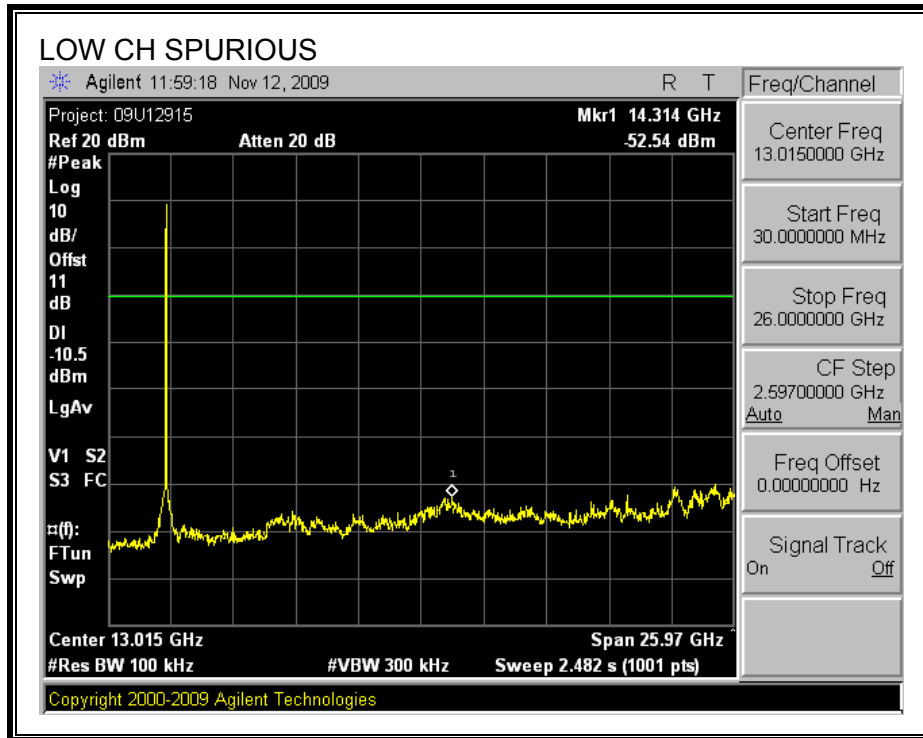 LOW CH SPURIOUS
Agilent 11:59:18 Nov 12, 2009 R T
Freq/Channel
Project: 09U12915 Mkr1 14.314 GHz
Ref 20 dBm Atten 20 dB -52.54 dBm
#Peak
Log
10
dB/
Offst
11
dB
DI
-10.5
dBm
LgAv
V1 S2
S3 FC
¤(f):
FTun
Swp
1
Center 13.015 GHz Span 25.97 GHz
#Res BW 100 kHz #VBW 300 kHz Sweep 2.482 s (1001 pts)
Center Freq
13.0150000 GHz
Start Freq
30.0000000 MHz
Stop Freq
26.0000000 GHz
CF Step
2.59700000 GHz
Auto Man
Freq Offset
0.00000000 Hz
Signal Track
On Off
Copyright 2000-2009 Agilent Technologies